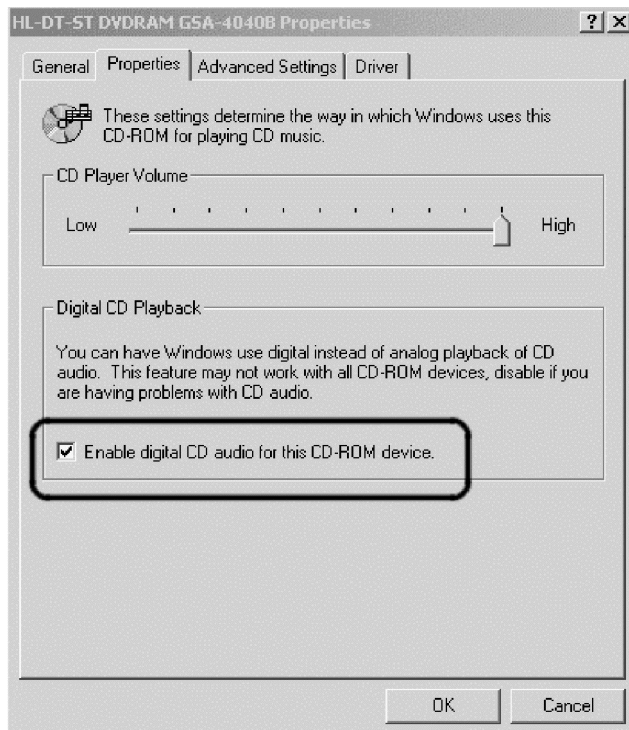 HL-DT-ST DVDRAM GSA-4040B Properties
General Properties Advanced Settings Driver
These settings determine the way in which Windows uses this
CD-ROM for playing CD music.
CD Player Volume
Low High
Digital CD Playback
You can have Windows use digital instead of analog playback of CD
audio. This feature may not work with all CD-ROM devices, disable if you
are having problems with CD audio.
Enable digital CD audio for this CD-ROM device.
OK Cancel